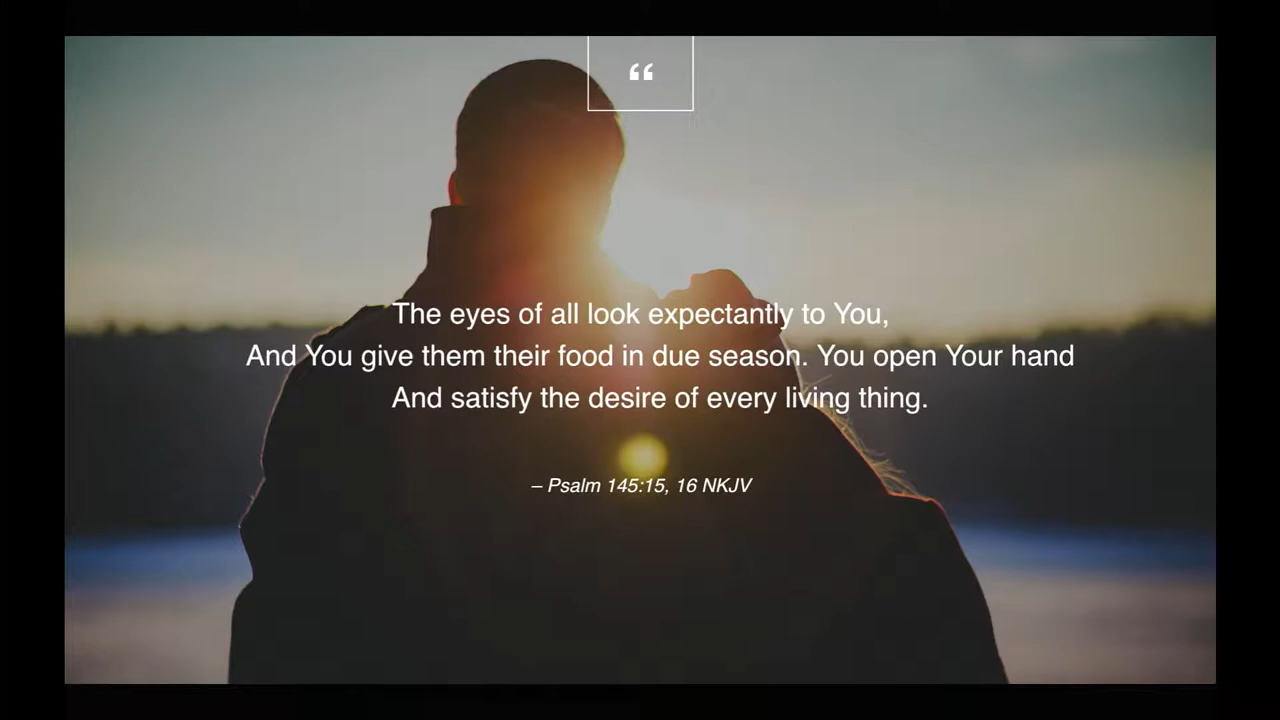 “
The eyes of all look expectantly to You,
And You give them their food in due season. You open Your hand
And satisfy the desire of every living thing.
– Psalm 145:15, 16 NKJV